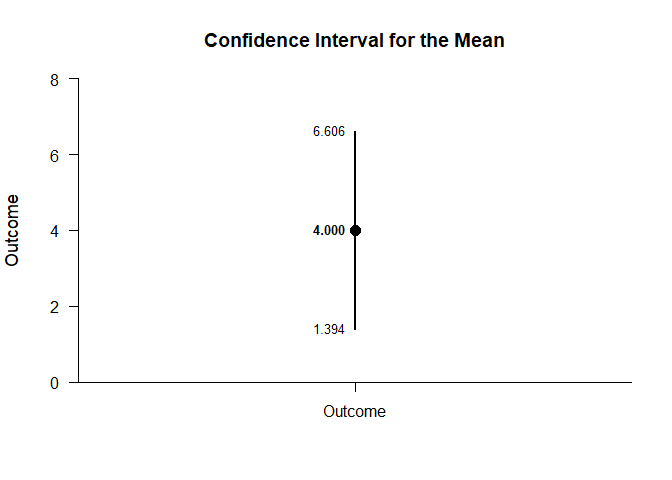 Confidence Interval for the Mean
8
6
4
2
0
Outcome
6.606
4.000
1.394
Outcome